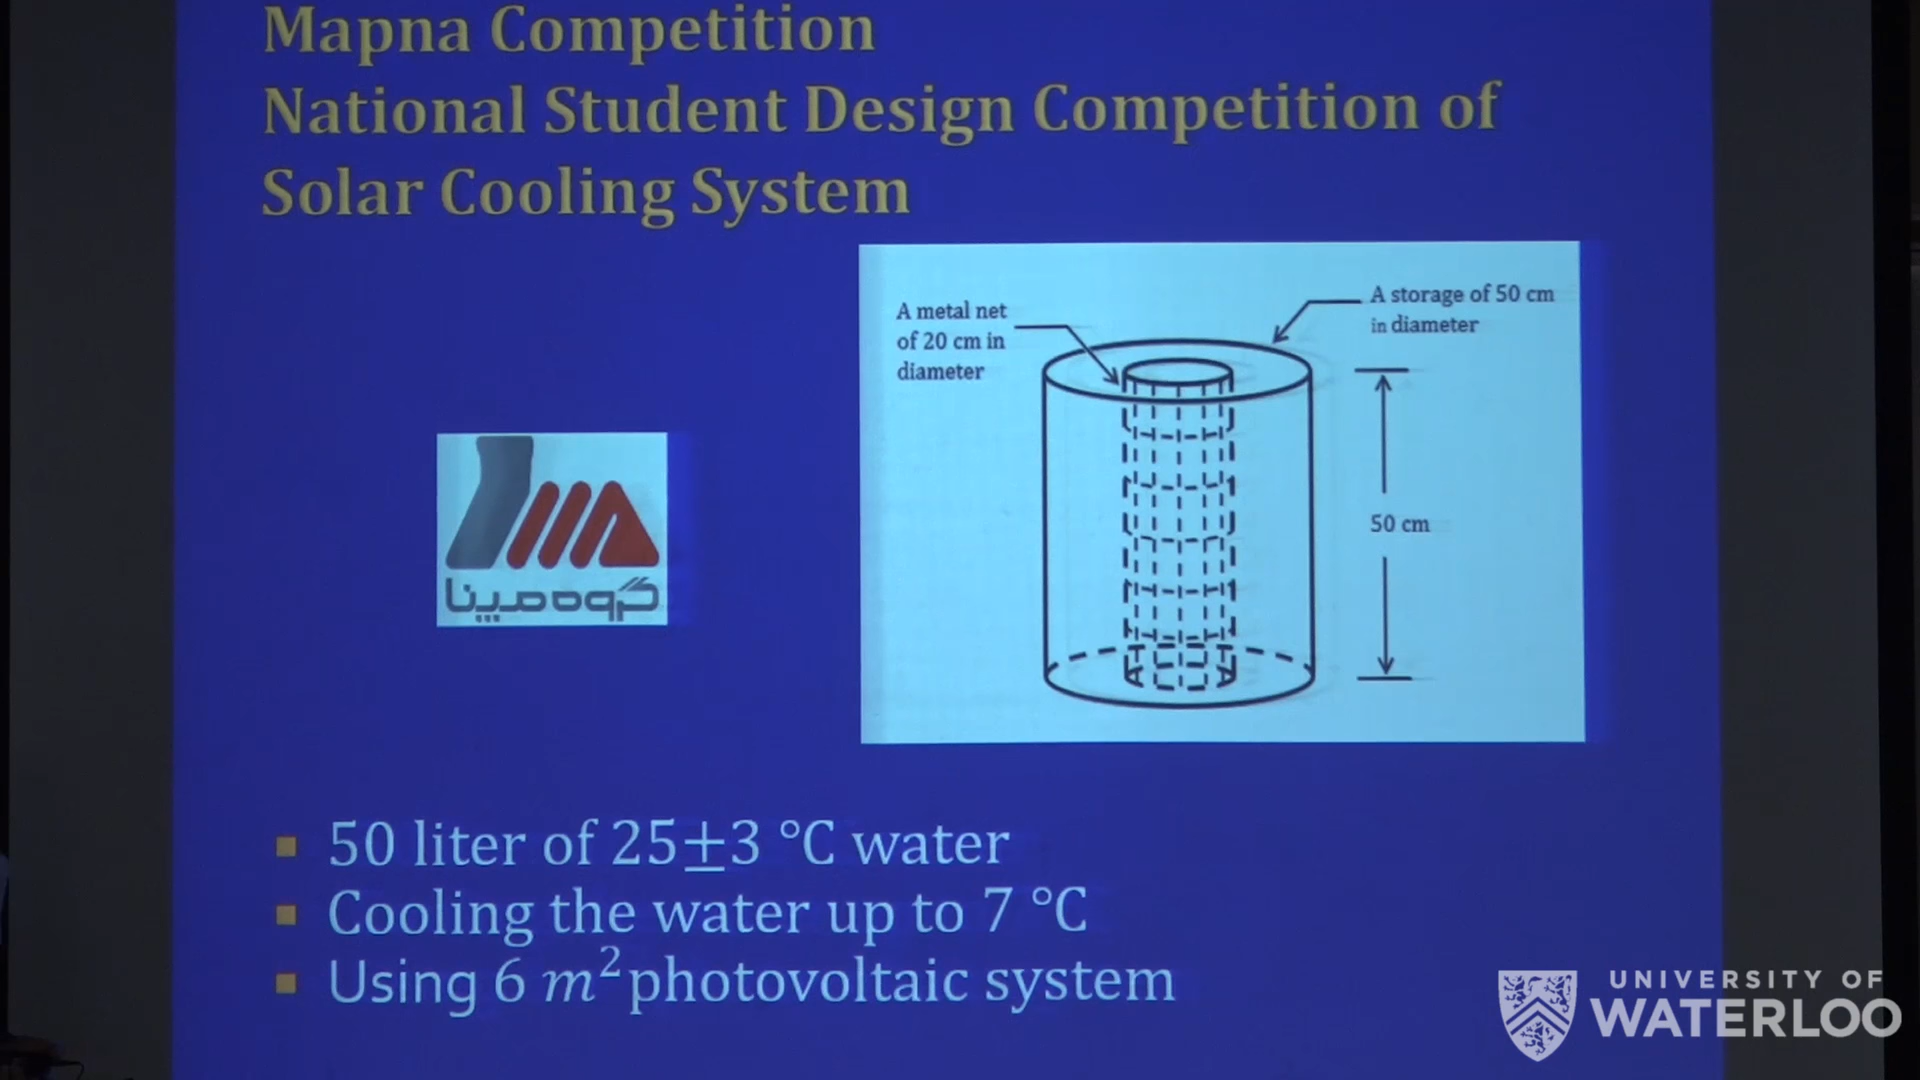 Mapna Competition
National Student Design Competition of
Solar Cooling System
A metal net
of 20 cm in
diameter
A storage of 50 cm
in diameter
50 cm
گروه مپنا
50 liter of 25±3 °C water
Cooling the water up to 7 °C
Using 6 m² photovoltaic system
UNIVERSITY OF
WATERLOO